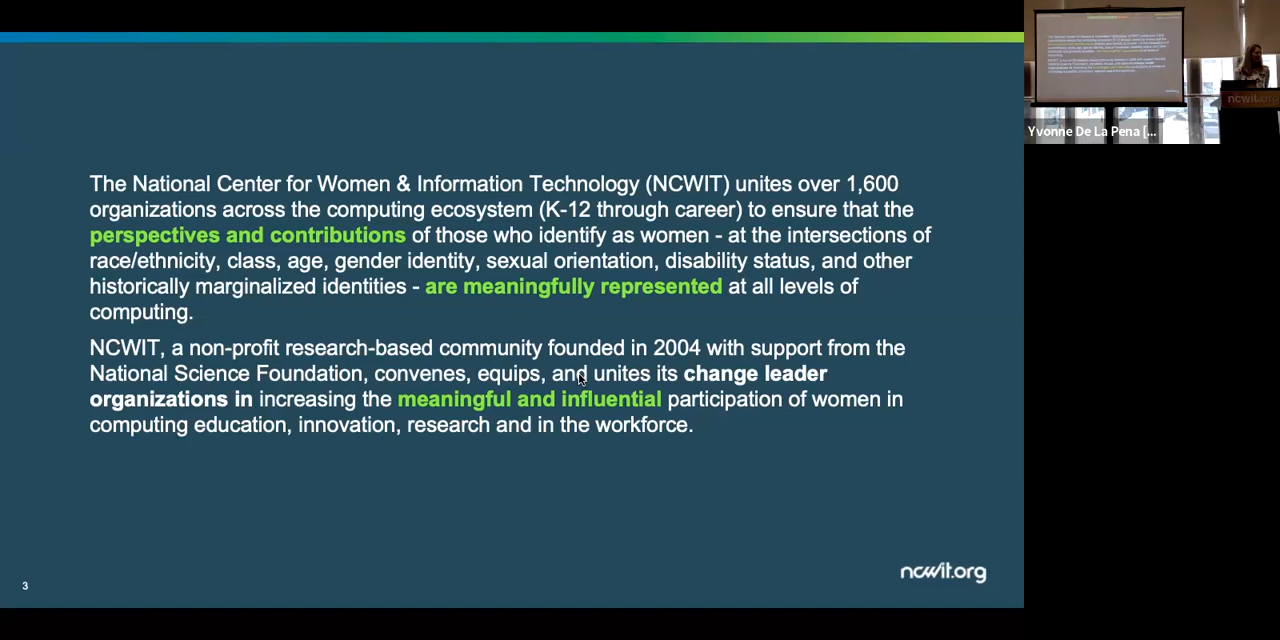 The National Center for Women & Information Technology (NCWIT) unites over 1,600
organizations across the computing ecosystem (K-12 through career) to ensure that the
perspectives and contributions of those who identify as women - at the intersections of
race/ethnicity, class, age, gender identity, sexual orientation, disability status, and other
historically marginalized identities - are meaningfully represented at all levels of
computing.
NCWIT, a non-profit research-based community founded in 2004 with support from the
National Science Foundation, convenes, equips, and unites its change leader
organizations in increasing the meaningful and influential participation of women in
computing education, innovation, research and in the workforce.
ncwit.org
3
Yvonne De La Pena [...
ncwit.org